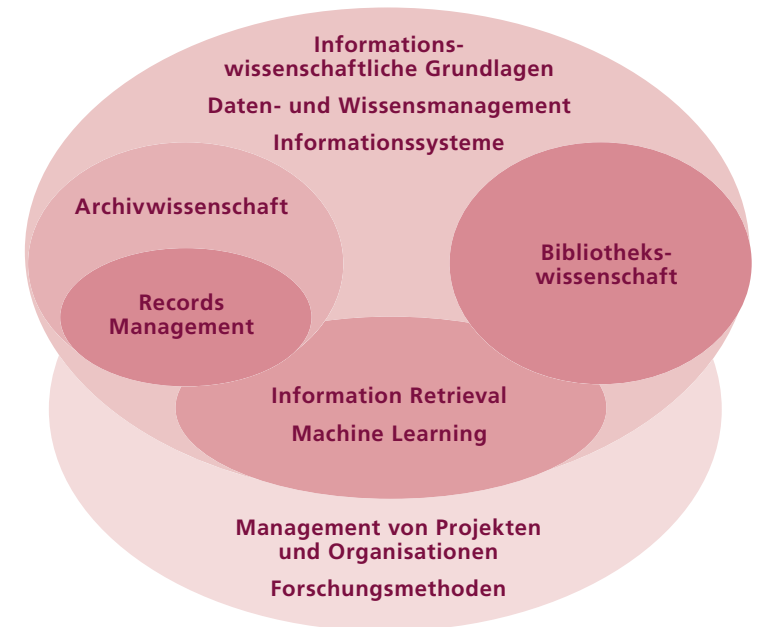 Informations-
wissenschaftliche Grundlagen
Daten- und Wissensmanagement
Informationssysteme
Archivwissenschaft
Bibliotheks-
wissenschaft
Records
Management
Information Retrieval
Machine Learning
Management von Projekten
und Organisationen
Forschungsmethoden